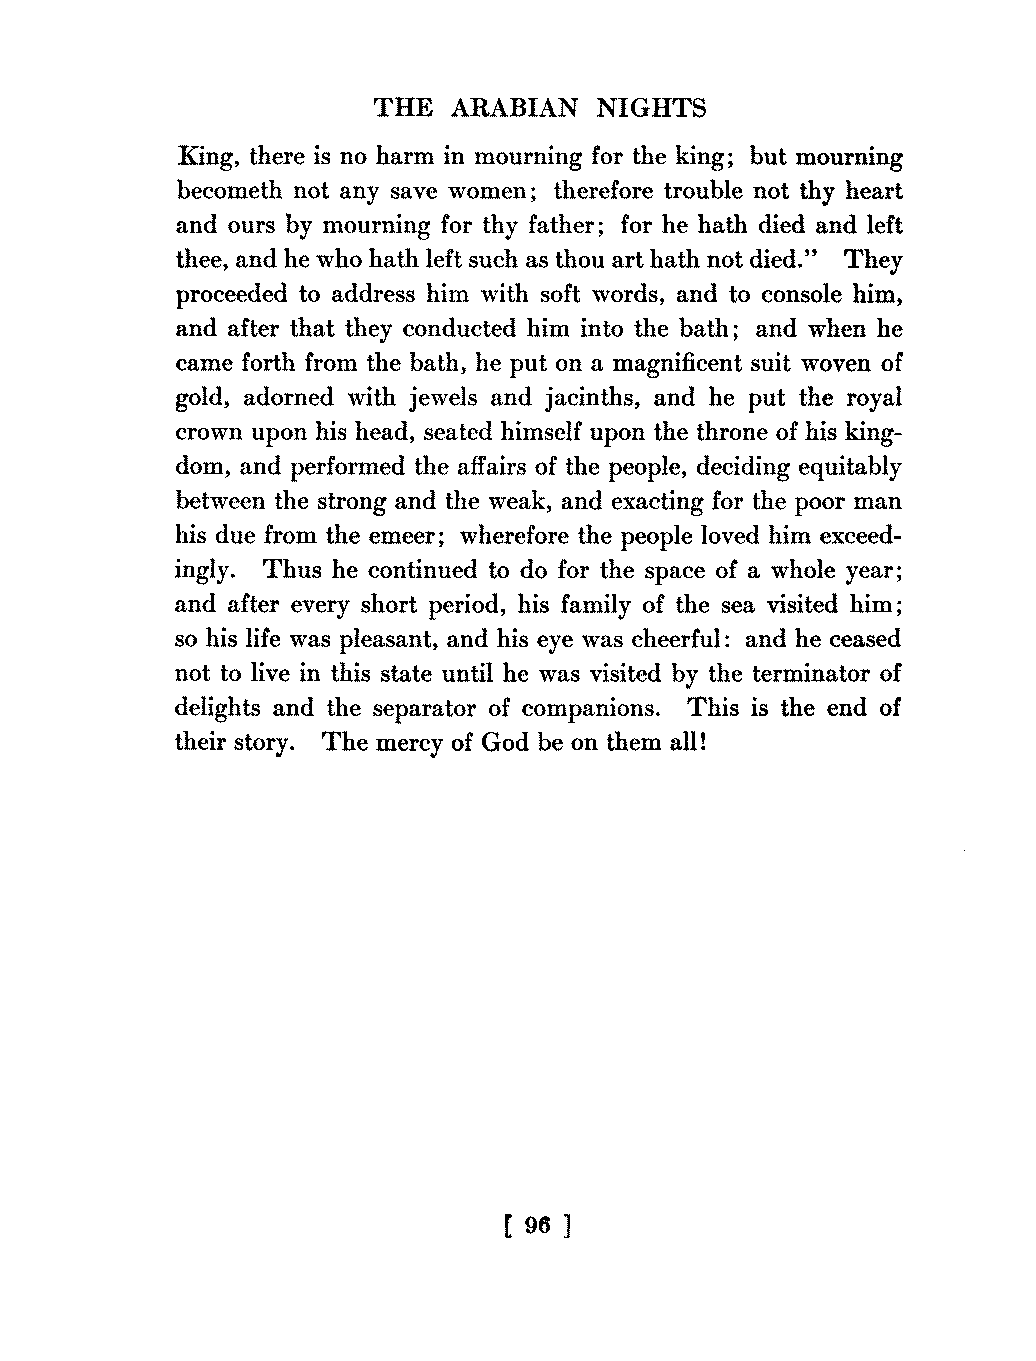 THE ARABIAN NIGHTS
King, there is no harm in mourning for the king; but mourning
becometh not any save women; therefore trouble not thy heart
and ours by mourning for thy father; for he hath died and left
thee, and he who hath left such as thou art hath not died." They
proceeded to address him with soft words, and to console him,
and after that they conducted him into the bath; and when he
came forth from the bath, he put on a magnificent suit woven of
gold, adorned with jewels and jacinths, and he put the royal
crown upon his head, seated himself upon the throne of his king-
dom, and performed the affairs of the people, deciding equitably
between the strong and the weak, and exacting for the poor man
his due from the emeer; wherefore the people loved him exceed-
ingly. Thus he continued to do for the space of a whole year;
and after every short period, his family of the sea visited him;
so his life was pleasant, and his eye was cheerful: and he ceased
not to live in this state until he was visited by the terminator of
delights and the separator of companions. This is the end of
their story. The mercy of God be on them all!
[ 96 ]